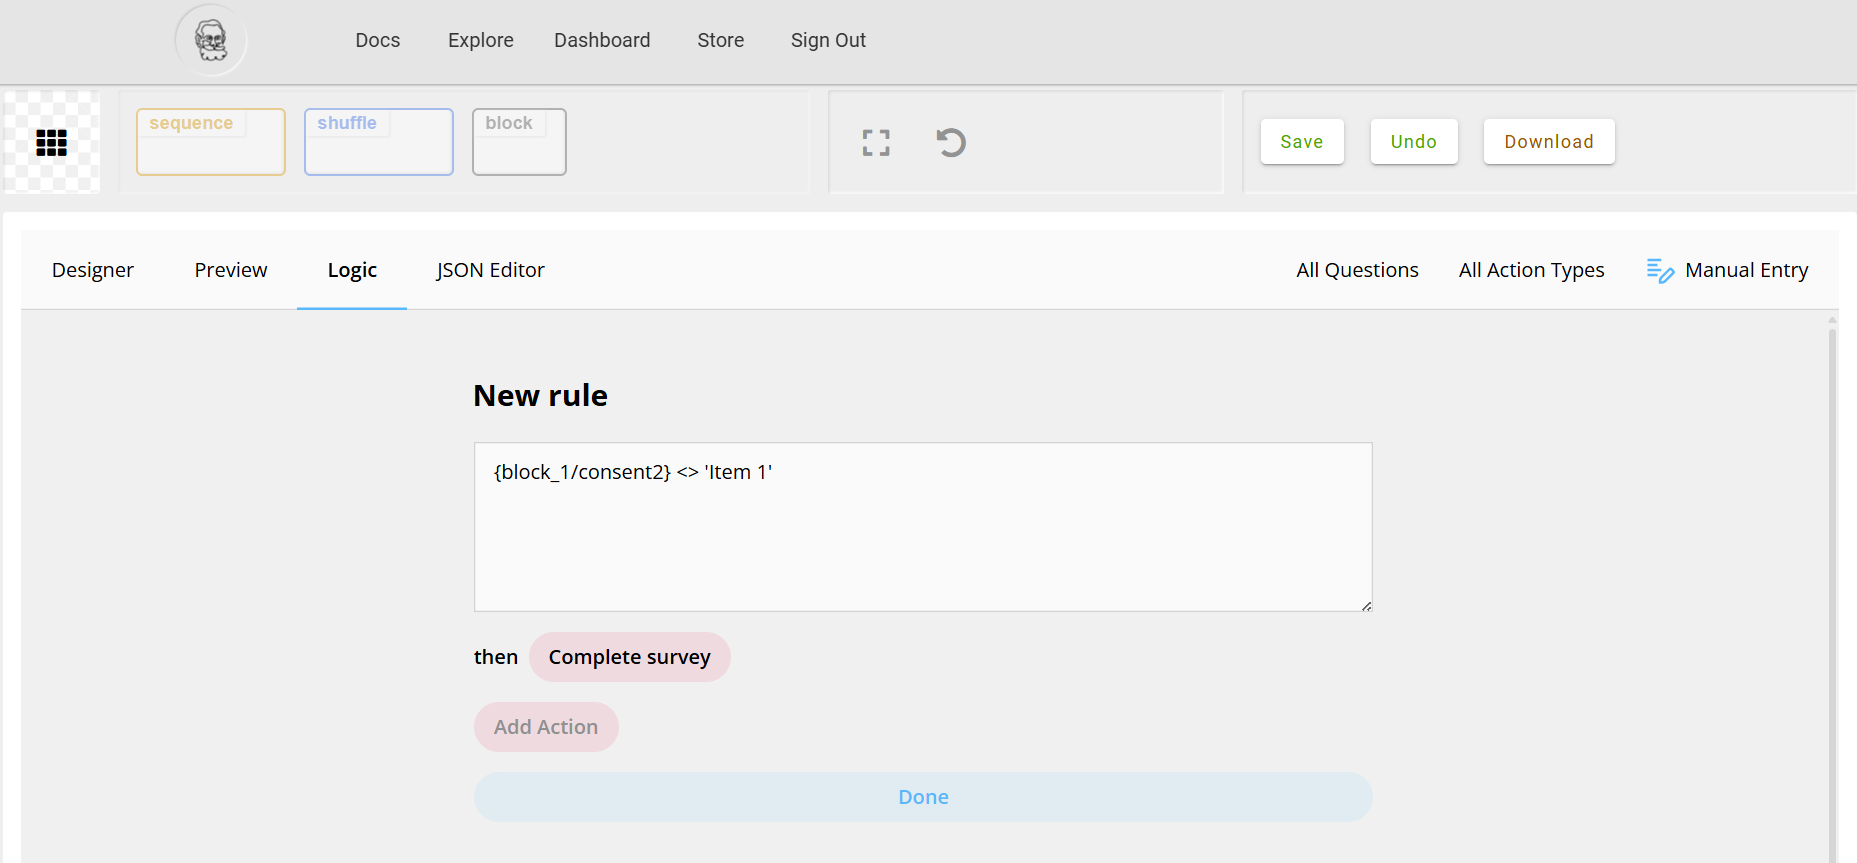 Docs Explore Dashboard Store Sign Out
sequence shuffle block
Save Undo Download
Designer Preview Logic JSON Editor All Questions All Action Types Manual Entry
New rule
{block_1/consent2} <> 'Item 1'
then Complete survey
Add Action
Done